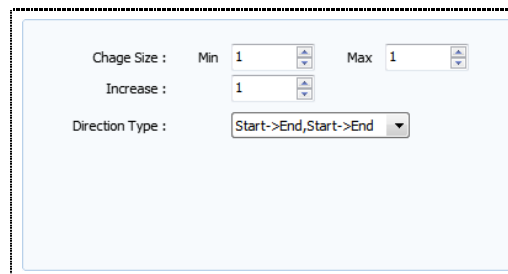 Chage Size : Min 1 Max 1
Increase : 1
Direction Type : Start->End,Start->End